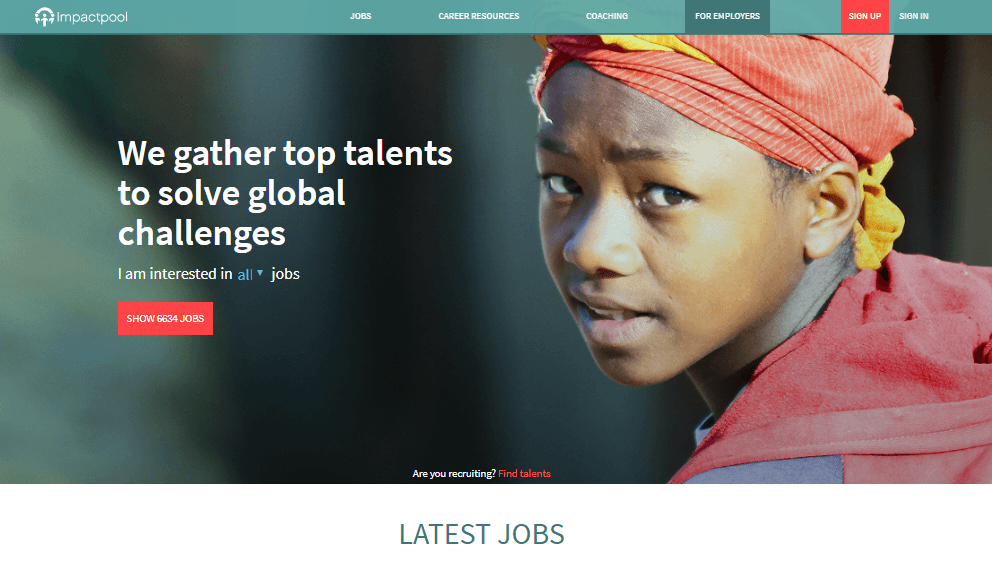 impactpool
JOBS
CAREER RESOURCES
COACHING
FOR EMPLOYERS
SIGN UP
SIGN IN
We gather top talents
to solve global
challenges
I am interested in all ▼ jobs
SHOW 6634 JOBS
Are you recruiting? Find talents
LATEST JOBS